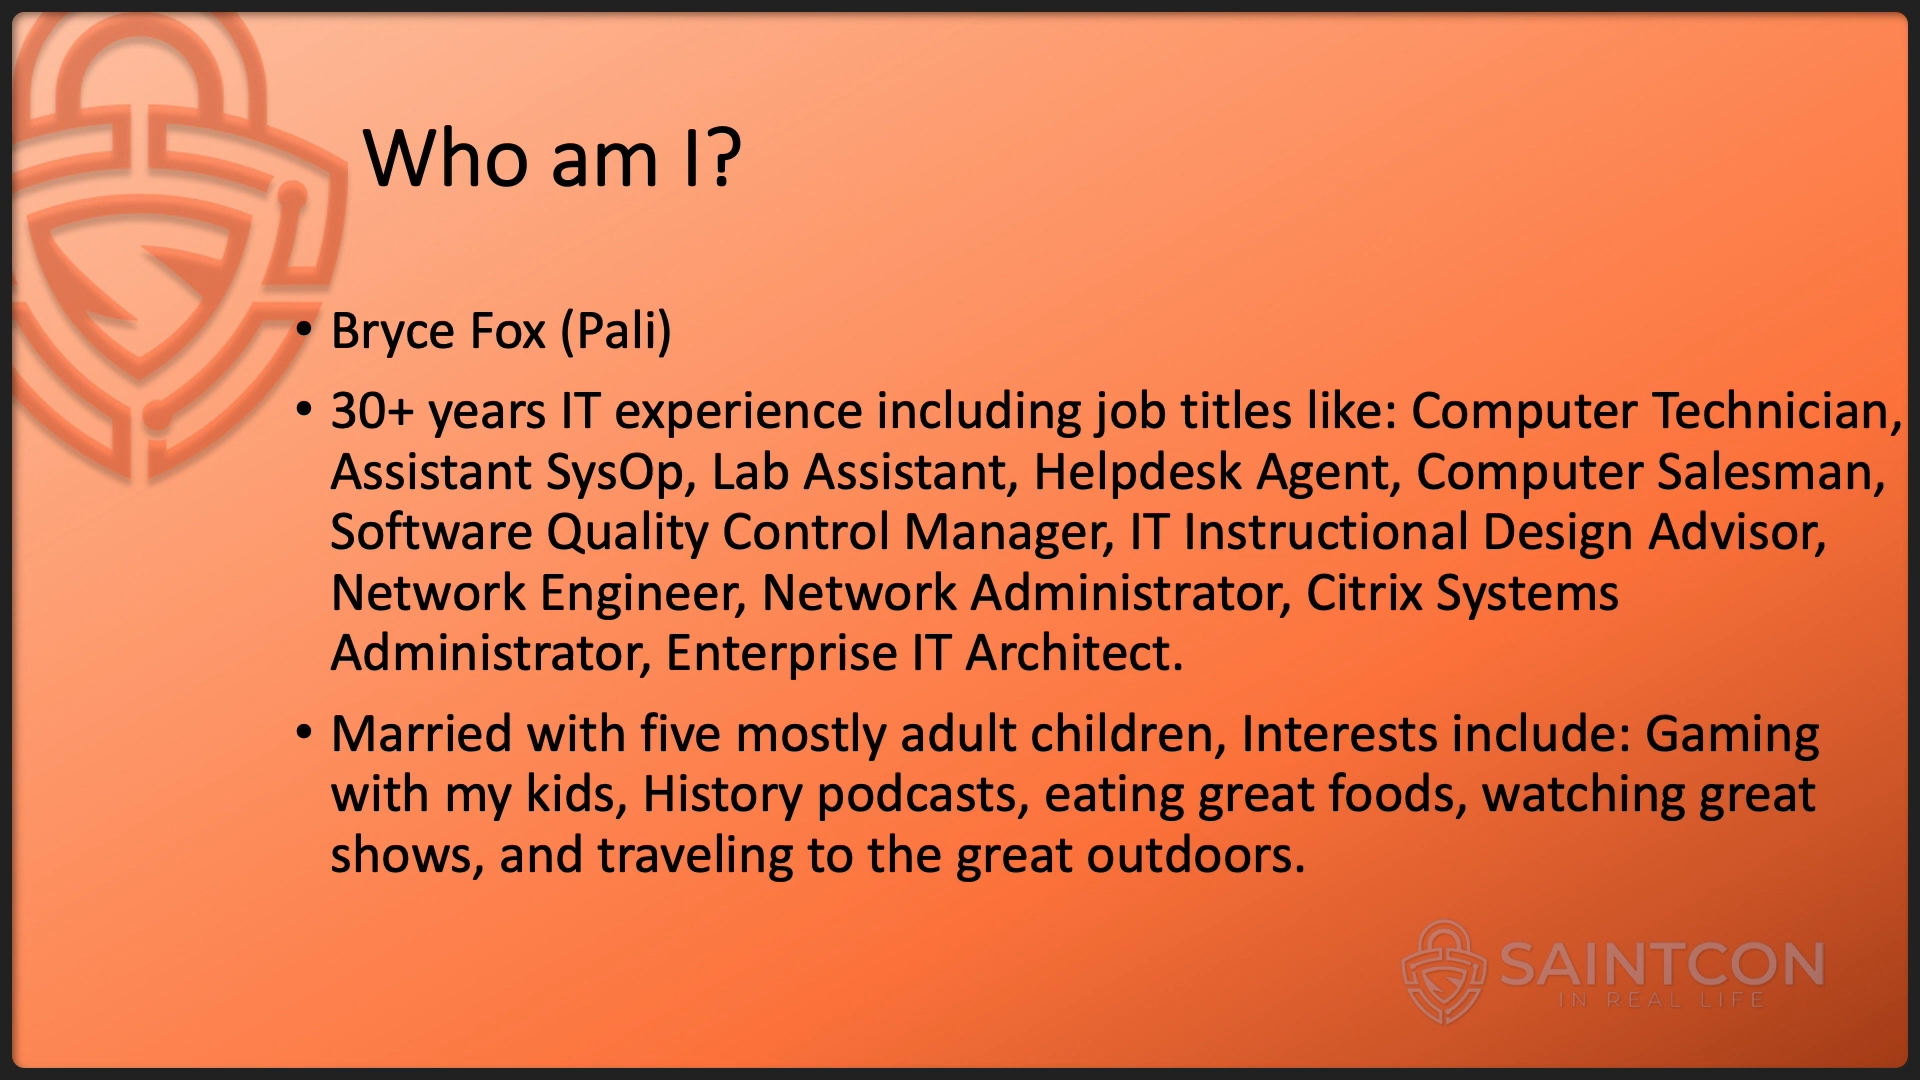 Who am I?
• Bryce Fox (Pali)
• 30+ years IT experience including job titles like: Computer Technician,
Assistant SysOp, Lab Assistant, Helpdesk Agent, Computer Salesman,
Software Quality Control Manager, IT Instructional Design Advisor,
Network Engineer, Network Administrator, Citrix Systems
Administrator, Enterprise IT Architect.
• Married with five mostly adult children, Interests include: Gaming
with my kids, History podcasts, eating great foods, watching great
shows, and traveling to the great outdoors.
SAINTCON
IN REAL LIFE